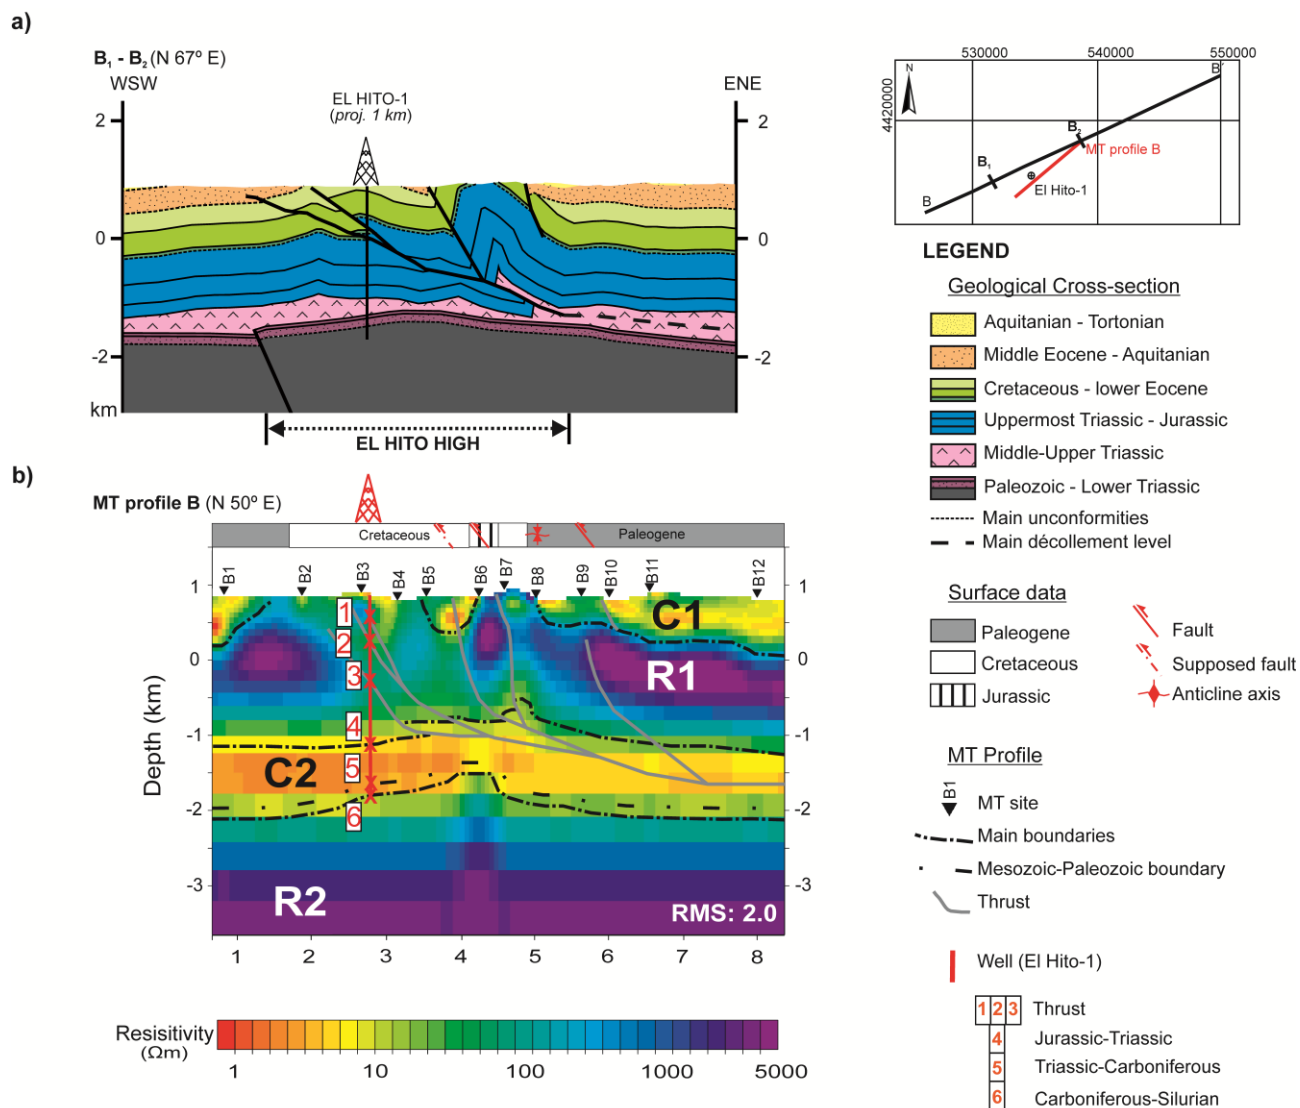 a)
B₁ - B₂ (N 67º E)
WSW
ENE
EL HITO-1
(proj. 1 km)
2
2
0
0
-2
-2
km
EL HITO HIGH
530000
540000
550000
4420000
N
B´
B₂
MT profile B
B₁
El Hito-1
B
LEGEND
Geological Cross-section
Aquitanian - Tortonian
Middle Eocene - Aquitanian
Cretaceous - lower Eocene
Uppermost Triassic - Jurassic
Middle-Upper Triassic
Paleozoic - Lower Triassic
Main unconformities
Main décollement level
b)
MT profile B (N 50º E)
Cretaceous
Paleogene
B1 B2 B3 B4 B5 B6 B7 B8 B9 B10 B11 B12
Depth (km)
1
0
-1
-2
-3
1
0
-1
-2
-3
1
2
3
4
5
6
C1
R1
C2
R2
RMS: 2.0
1 2 3 4 5 6 7 8
Resisitivity
(Ωm)
1 10 100 1000 5000
Surface data
Paleogene
Cretaceous
Jurassic
Fault
Supposed fault
Anticline axis
MT Profile
B1
MT site
Main boundaries
Mesozoic-Paleozoic boundary
Thrust
Well (El Hito-1)
1 2 3 Thrust
4 Jurassic-Triassic
5 Triassic-Carboniferous
6 Carboniferous-Silurian